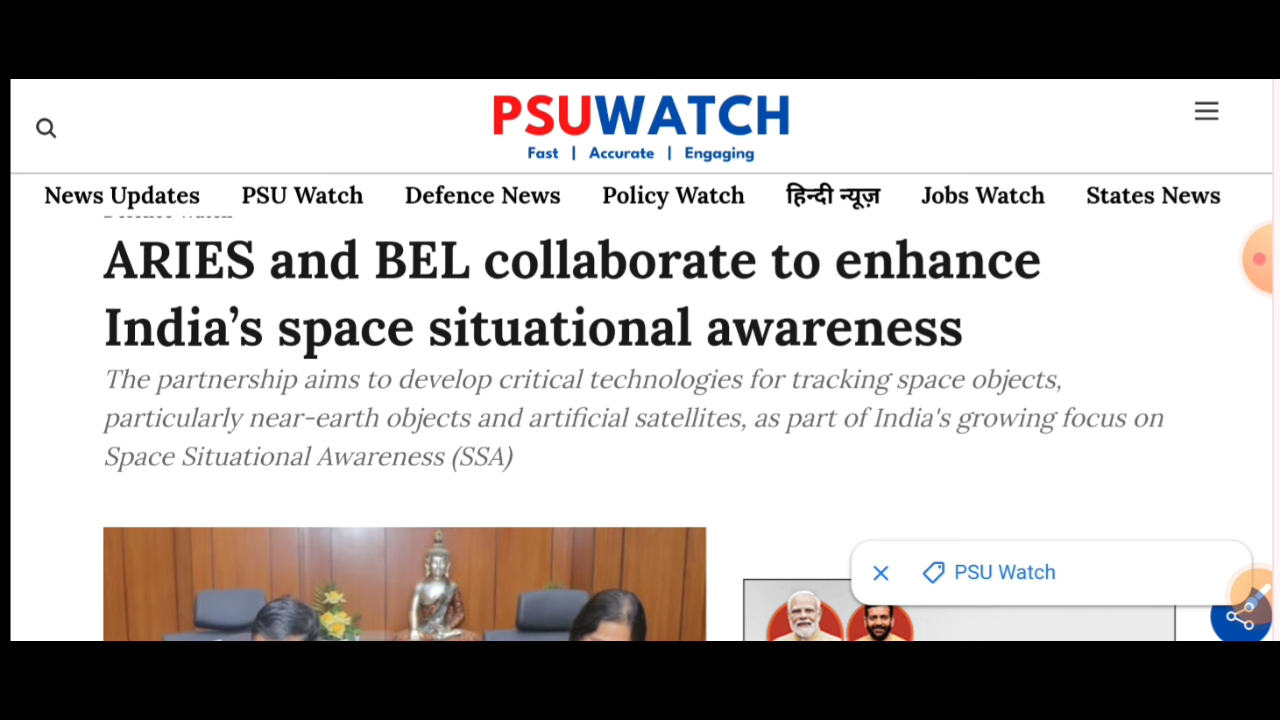 PSUWATCH
Fast | Accurate | Engaging
News Updates PSU Watch Defence News Policy Watch हिन्दी न्यूज़ Jobs Watch States News
ARIES and BEL collaborate to enhance
India’s space situational awareness
The partnership aims to develop critical technologies for tracking space objects,
particularly near-earth objects and artificial satellites, as part of India's growing focus on
Space Situational Awareness (SSA)
PSU Watch